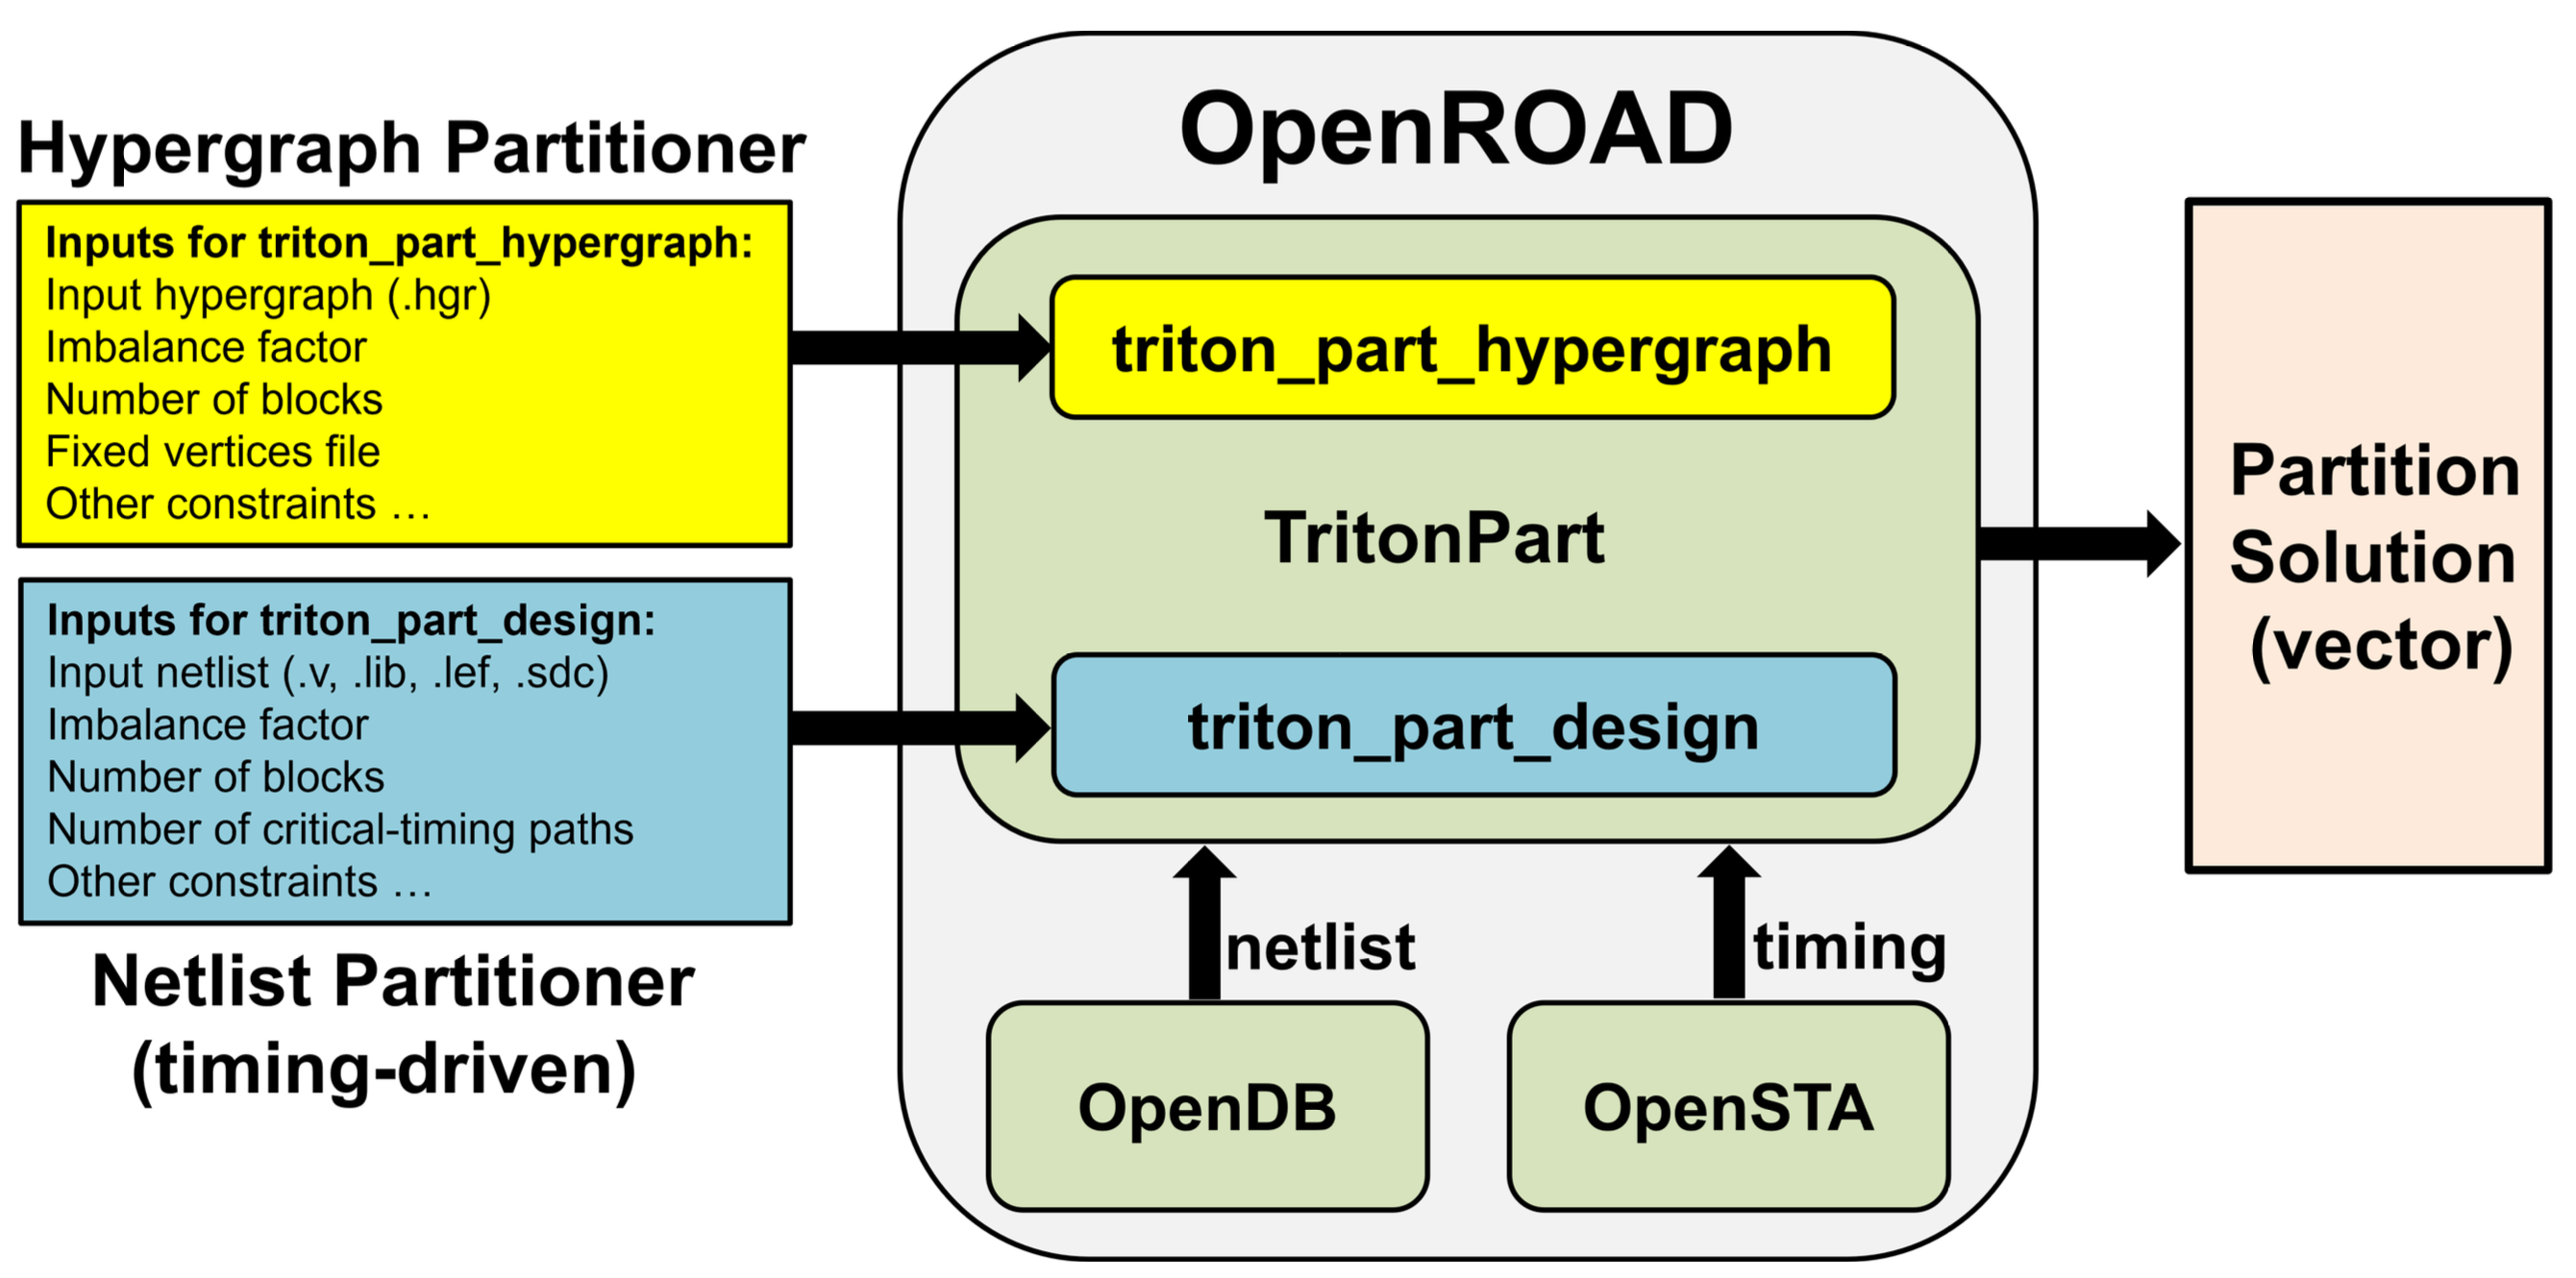 Hypergraph Partitioner
Inputs for triton_part_hypergraph:
Input hypergraph (.hgr)
Imbalance factor
Number of blocks
Fixed vertices file
Other constraints …
Inputs for triton_part_design:
Input netlist (.v, .lib, .lef, .sdc)
Imbalance factor
Number of blocks
Number of critical-timing paths
Other constraints …
Netlist Partitioner
(timing-driven)
OpenROAD
triton_part_hypergraph
TritonPart
triton_part_design
netlist
timing
OpenDB
OpenSTA
Partition
Solution
(vector)